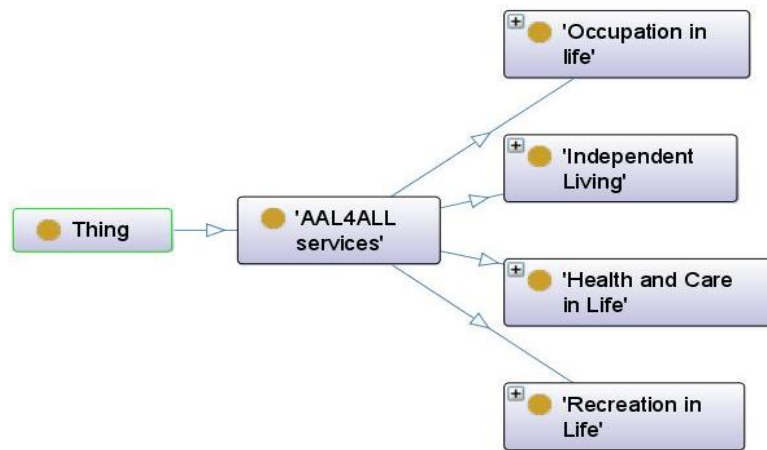 Thing
'AAL4ALL
services'
'Occupation in
life'
'Independent
Living'
'Health and Care
in Life'
'Recreation in
Life'